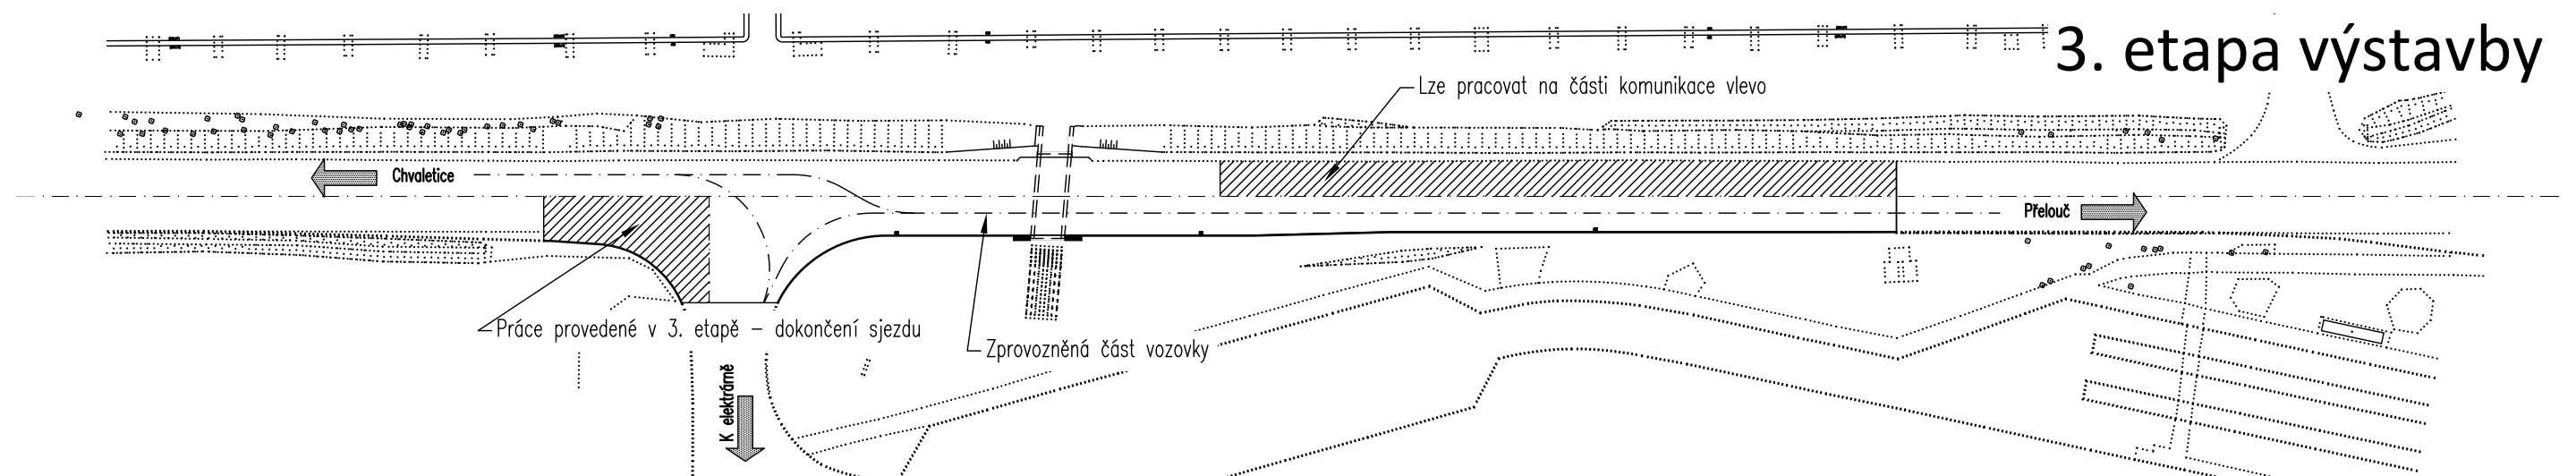 3. etapa výstavby
Lze pracovat na části komunikace vlevo
Chvaletice
Přelouč
Práce provedené v 3. etapě – dokončení sjezdu
Zprovozněná část vozovky
K elektrárně